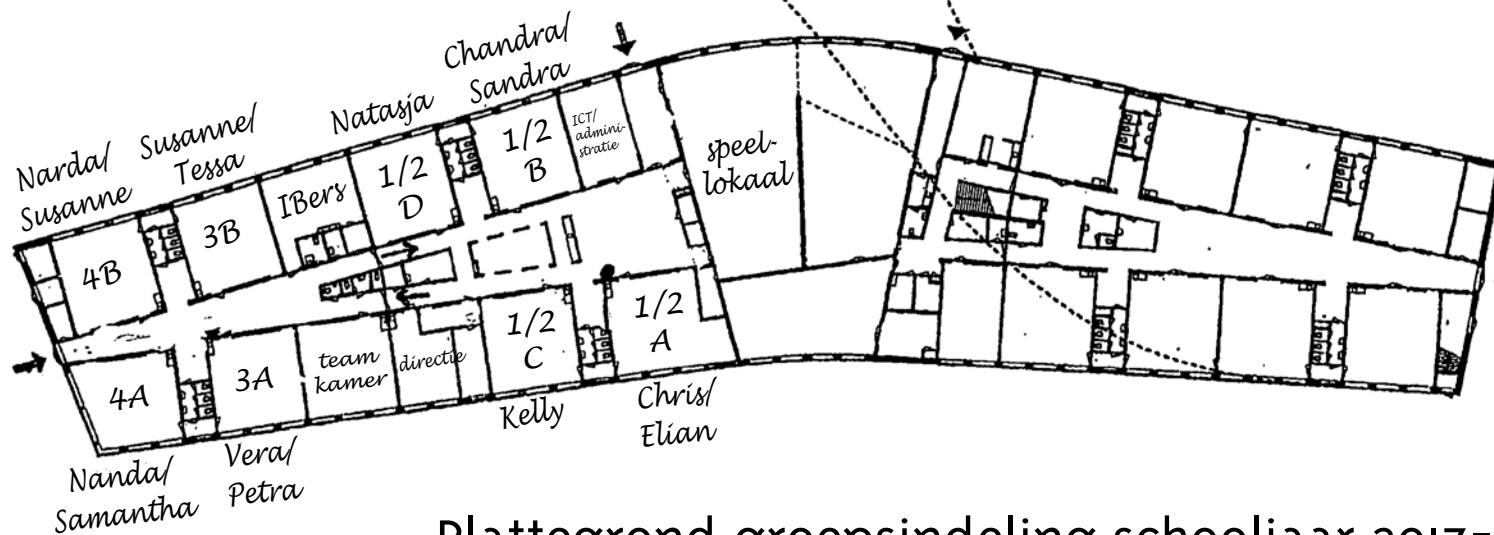 Chandra/
Sandra
Natasja
Susanne/
Tessa
Narda/
Susanne
4B
3B
IBers
1/2
D
1/2
B
ICT/
admini-
stratie
speel-
lokaal
4A
3A
team
kamer
directie
1/2
C
1/2
A
Nanda/
Samantha
Vera/
Petra
Kelly
Chris/
Elian
Plattegrond groepsindeling schooljaar 2017-